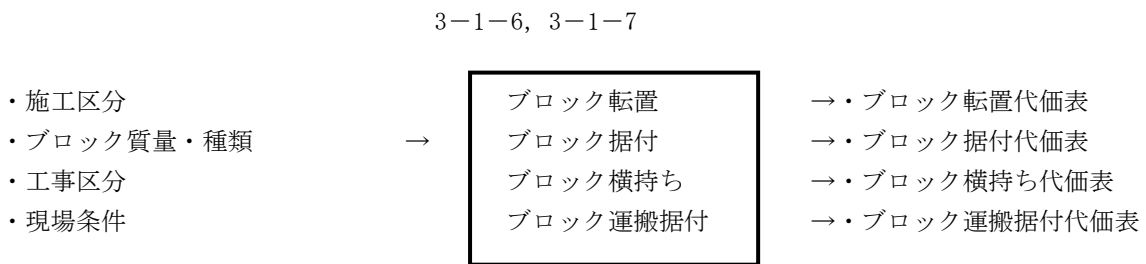 3－1－6, 3－1－7
・施工区分 ブロック転置 →・ブロック転置代価表
・ブロック質量・種類 → ブロック据付 →・ブロック据付代価表
・工事区分 ブロック横持ち →・ブロック横持ち代価表
・現場条件 ブロック運搬据付 →・ブロック運搬据付代価表